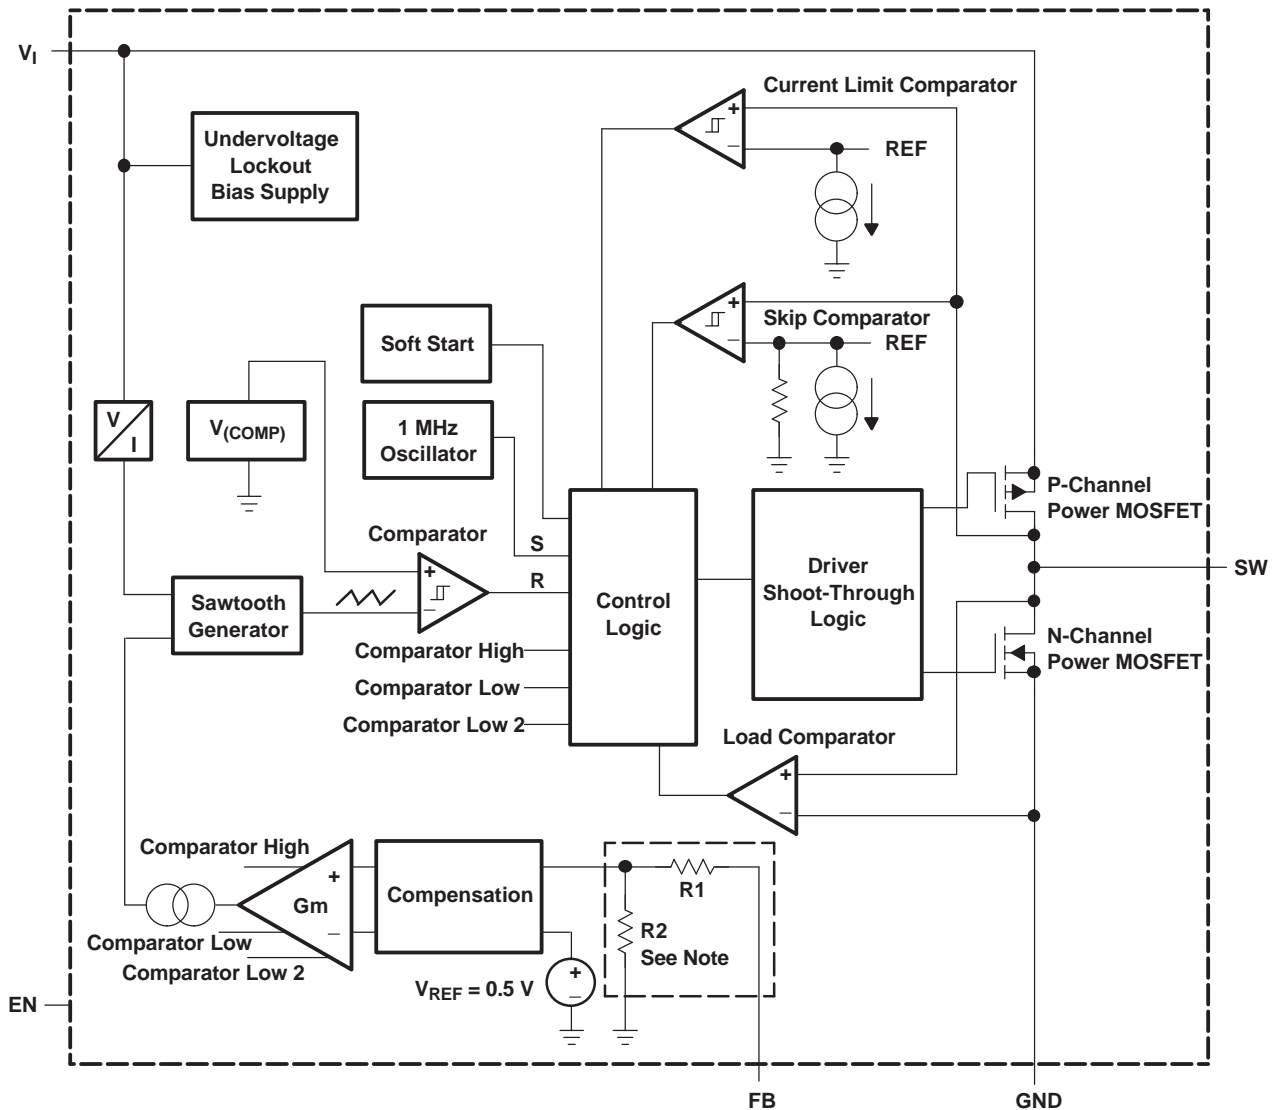 VI
Undervoltage
Lockout
Bias Supply
Current Limit Comparator
+
_
REF
Skip Comparator
+
_
REF
Soft Start
V
I
V(COMP)
1 MHz
Oscillator
P-Channel
Power MOSFET
Comparator
+
_
S
R
Sawtooth
Generator
Control
Logic
Driver
Shoot-Through
Logic
SW
N-Channel
Power MOSFET
Comparator High
Comparator Low
Comparator Low 2
Load Comparator
+
_
Comparator High
+
Gm
_
Compensation
R1
R2
See Note
Comparator Low
Comparator Low 2
VREF = 0.5 V
+
_
EN
FB
GND